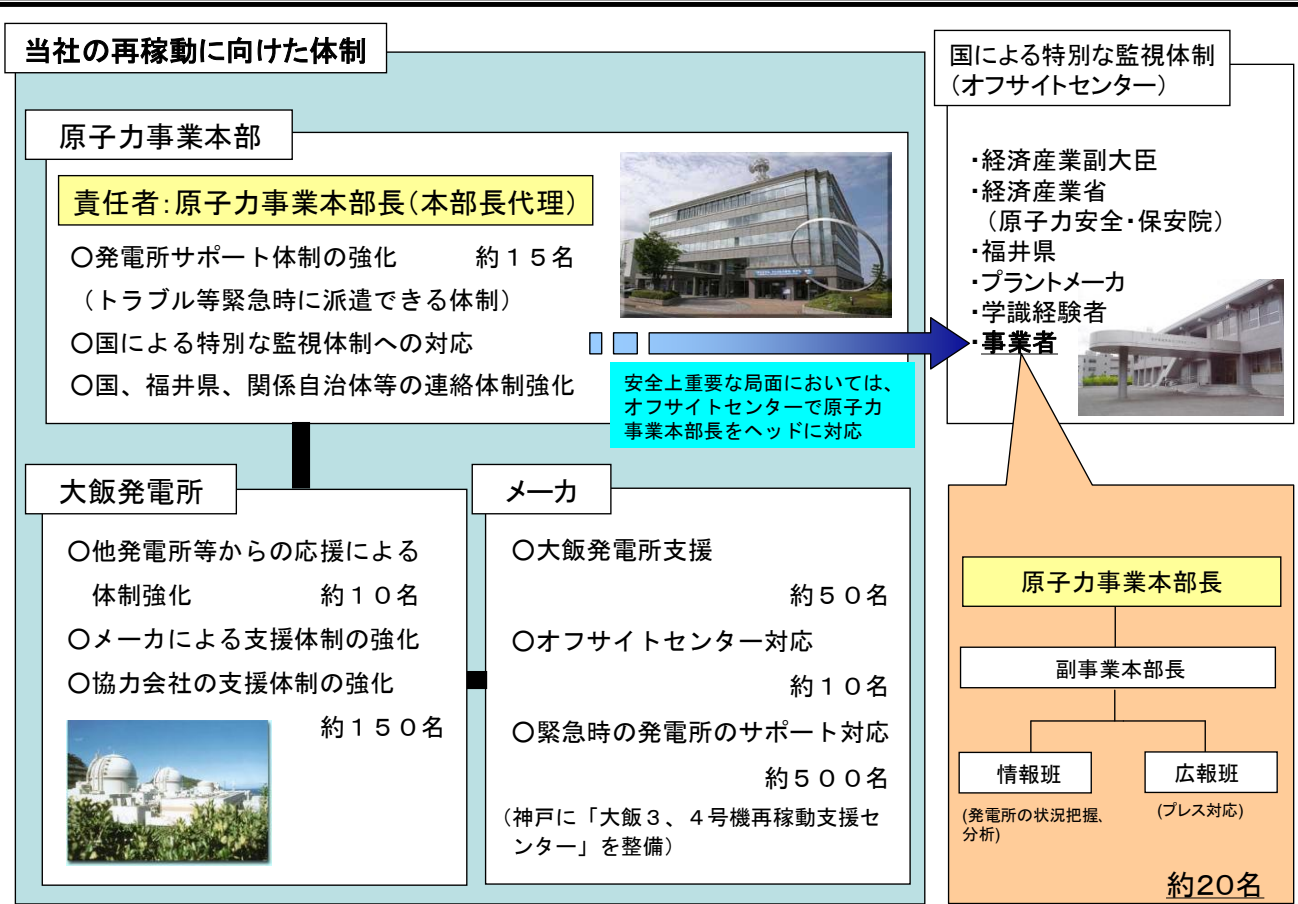 当社の再稼動に向けた体制
原子力事業本部
責任者:原子力事業本部長(本部長代理)
○発電所サポート体制の強化 約15名
(トラブル等緊急時に派遣できる体制)
○国による特別な監視体制への対応
○国、福井県、関係自治体等の連絡体制強化
安全上重要な局面においては、
オフサイトセンターで原子力
事業本部長をヘッドに対応
大飯発電所
○他発電所等からの応援による
体制強化 約10名
○メーカによる支援体制の強化
○協力会社の支援体制の強化
約150名
メーカ
○大飯発電所支援
約50名
○オフサイトセンター対応
約10名
○緊急時の発電所のサポート対応
約500名
(神戸に「大飯3、4号機再稼動支援セ
ンター」を整備)
国による特別な監視体制
(オフサイトセンター)
・経済産業副大臣
・経済産業省
(原子力安全・保安院)
・福井県
・プラントメーカ
・学識経験者
・事業者
原子力事業本部長
副事業本部長
情報班
(発電所の状況把握、
分析)
広報班
(プレス対応)
約20名